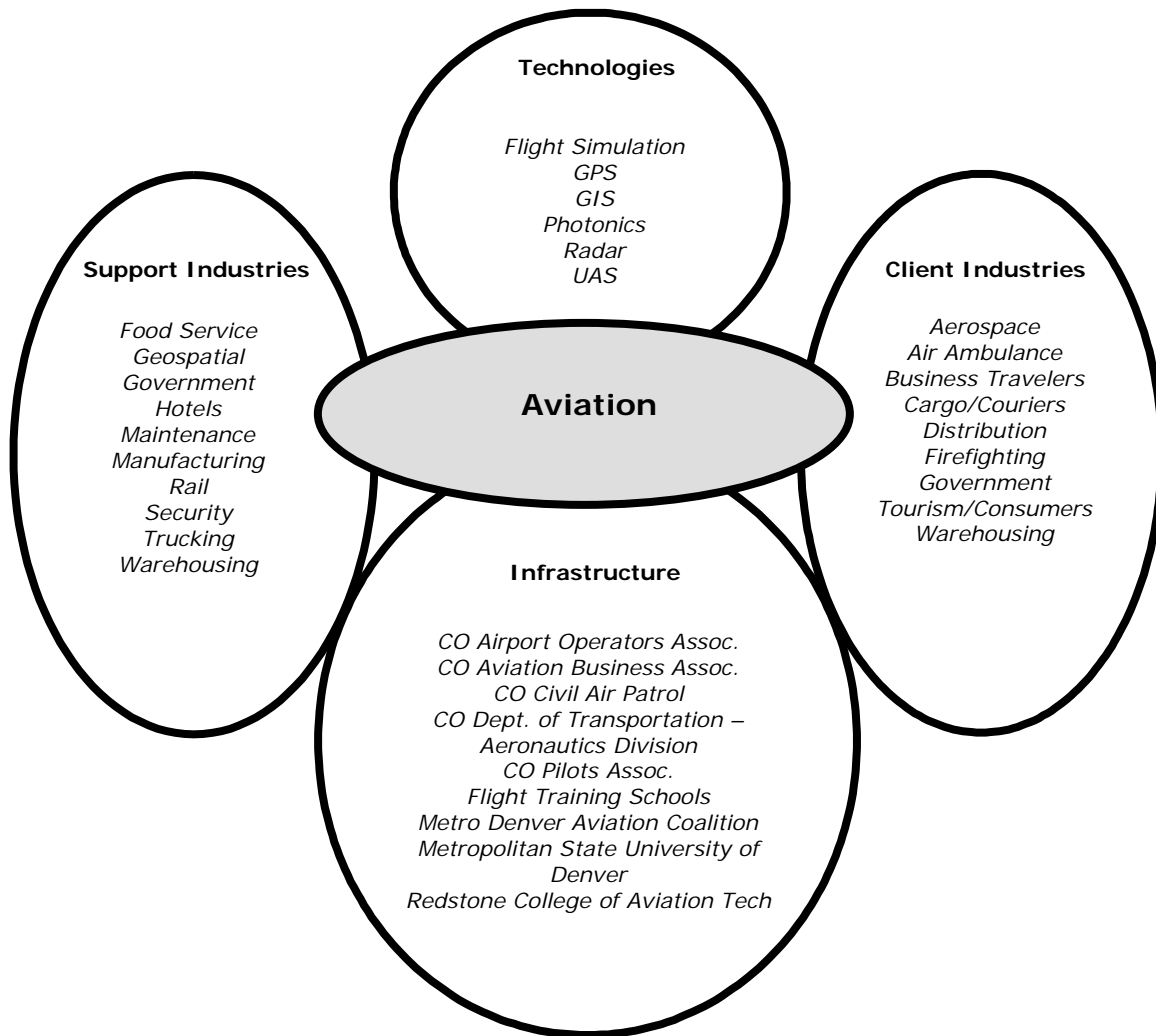 Technologies
Flight Simulation
GPS
GIS
Photonics
Radar
UAS
Support Industries
Food Service
Geospatial
Government
Hotels
Maintenance
Manufacturing
Rail
Security
Trucking
Warehousing
Aviation
Client Industries
Aerospace
Air Ambulance
Business Travelers
Cargo/Couriers
Distribution
Firefighting
Government
Tourism/Consumers
Warehousing
Infrastructure
CO Airport Operators Assoc.
CO Aviation Business Assoc.
CO Civil Air Patrol
CO Dept. of Transportation –
Aeronautics Division
CO Pilots Assoc.
Flight Training Schools
Metro Denver Aviation Coalition
Metropolitan State University of
Denver
Redstone College of Aviation Tech